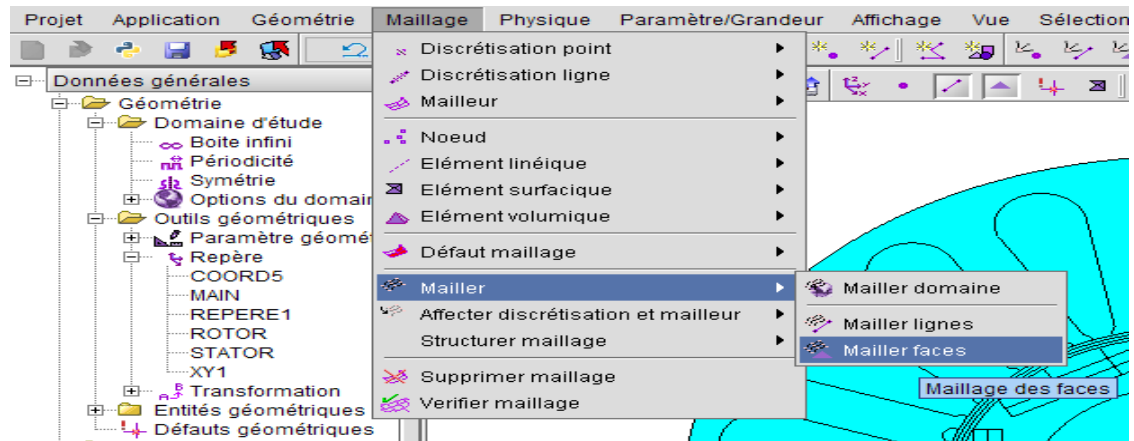 Projet Application Géométrie Maillage Physique Paramètre/Grandeur Affichage Vue Sélection
Données générales
Géométrie
Domaine d'étude
Boite infini
Périodicité
Symétrie
Options du domair
Outils géométriques
Paramètre géomé
Repère
COORD5
MAIN
REPERE1
ROTOR
STATOR
XY1
Transformation
Entités géométriques
Défauts géométriques
Discrétisation point
Discrétisation ligne
Mailleur
Noeud
Elément linéique
Elément surfacique
Elément volumique
Défaut maillage
Mailler
Affecter discrétisation et mailleur
Structurer maillage
Supprimer maillage
Verifier maillage
Mailler domaine
Mailler lignes
Mailler faces
Maillage des faces